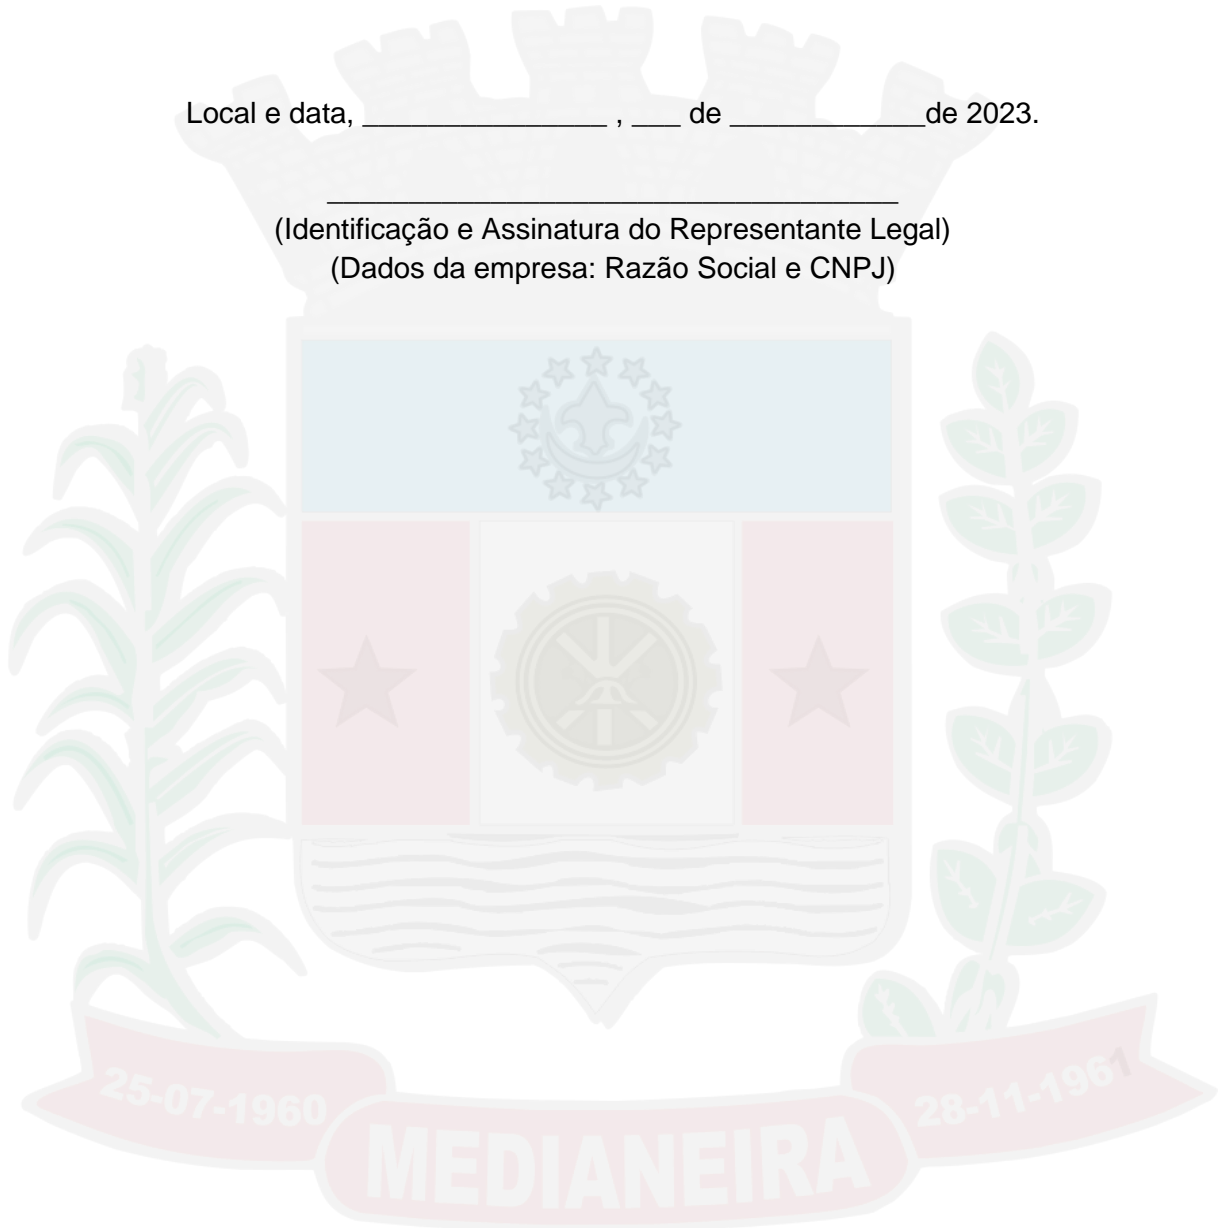 Local e data, _______________ , ___ de ____________de 2023.
___________________________________
(Identificação e Assinatura do Representante Legal)
(Dados da empresa: Razão Social e CNPJ)
25-07-1960
28-11-1961
MEDIANEIRA